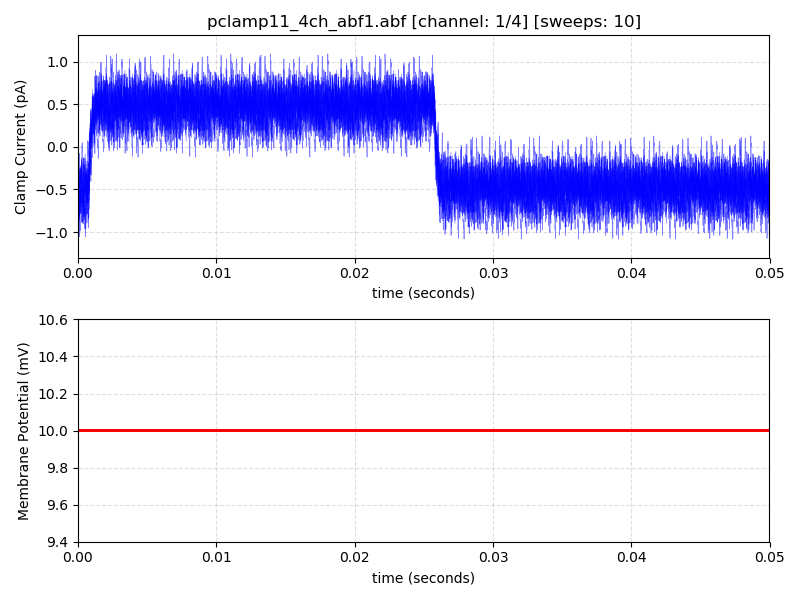 pclamp11_4ch_abf1.abf [channel: 1/4] [sweeps: 10]
Clamp Current (pA)
1.0
0.5
0.0
−0.5
−1.0
0.00 0.01 0.02 0.03 0.04 0.05
time (seconds)
Membrane Potential (mV)
10.6
10.4
10.2
10.0
9.8
9.6
9.4
0.00 0.01 0.02 0.03 0.04 0.05
time (seconds)